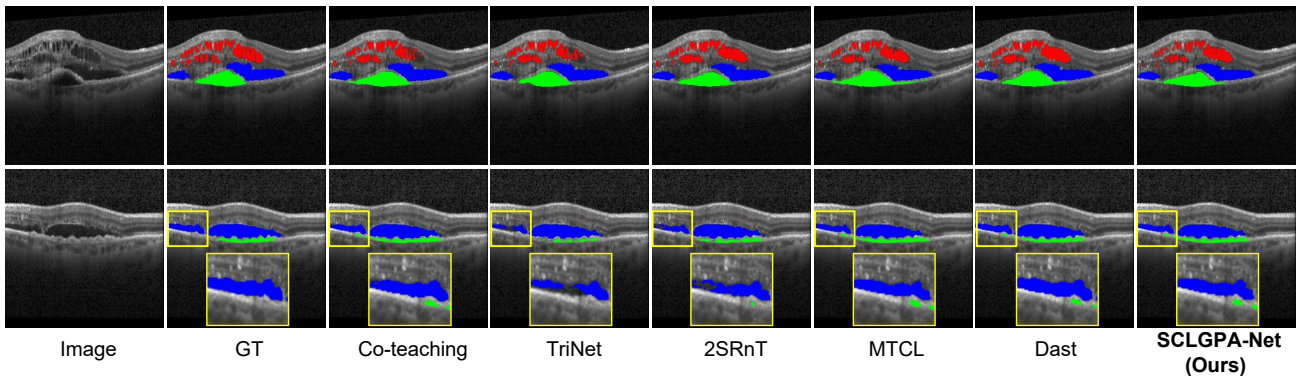 Image GT Co-teaching TriNet 2SRnT MTCL Dast SCLGPA-Net
(Ours)